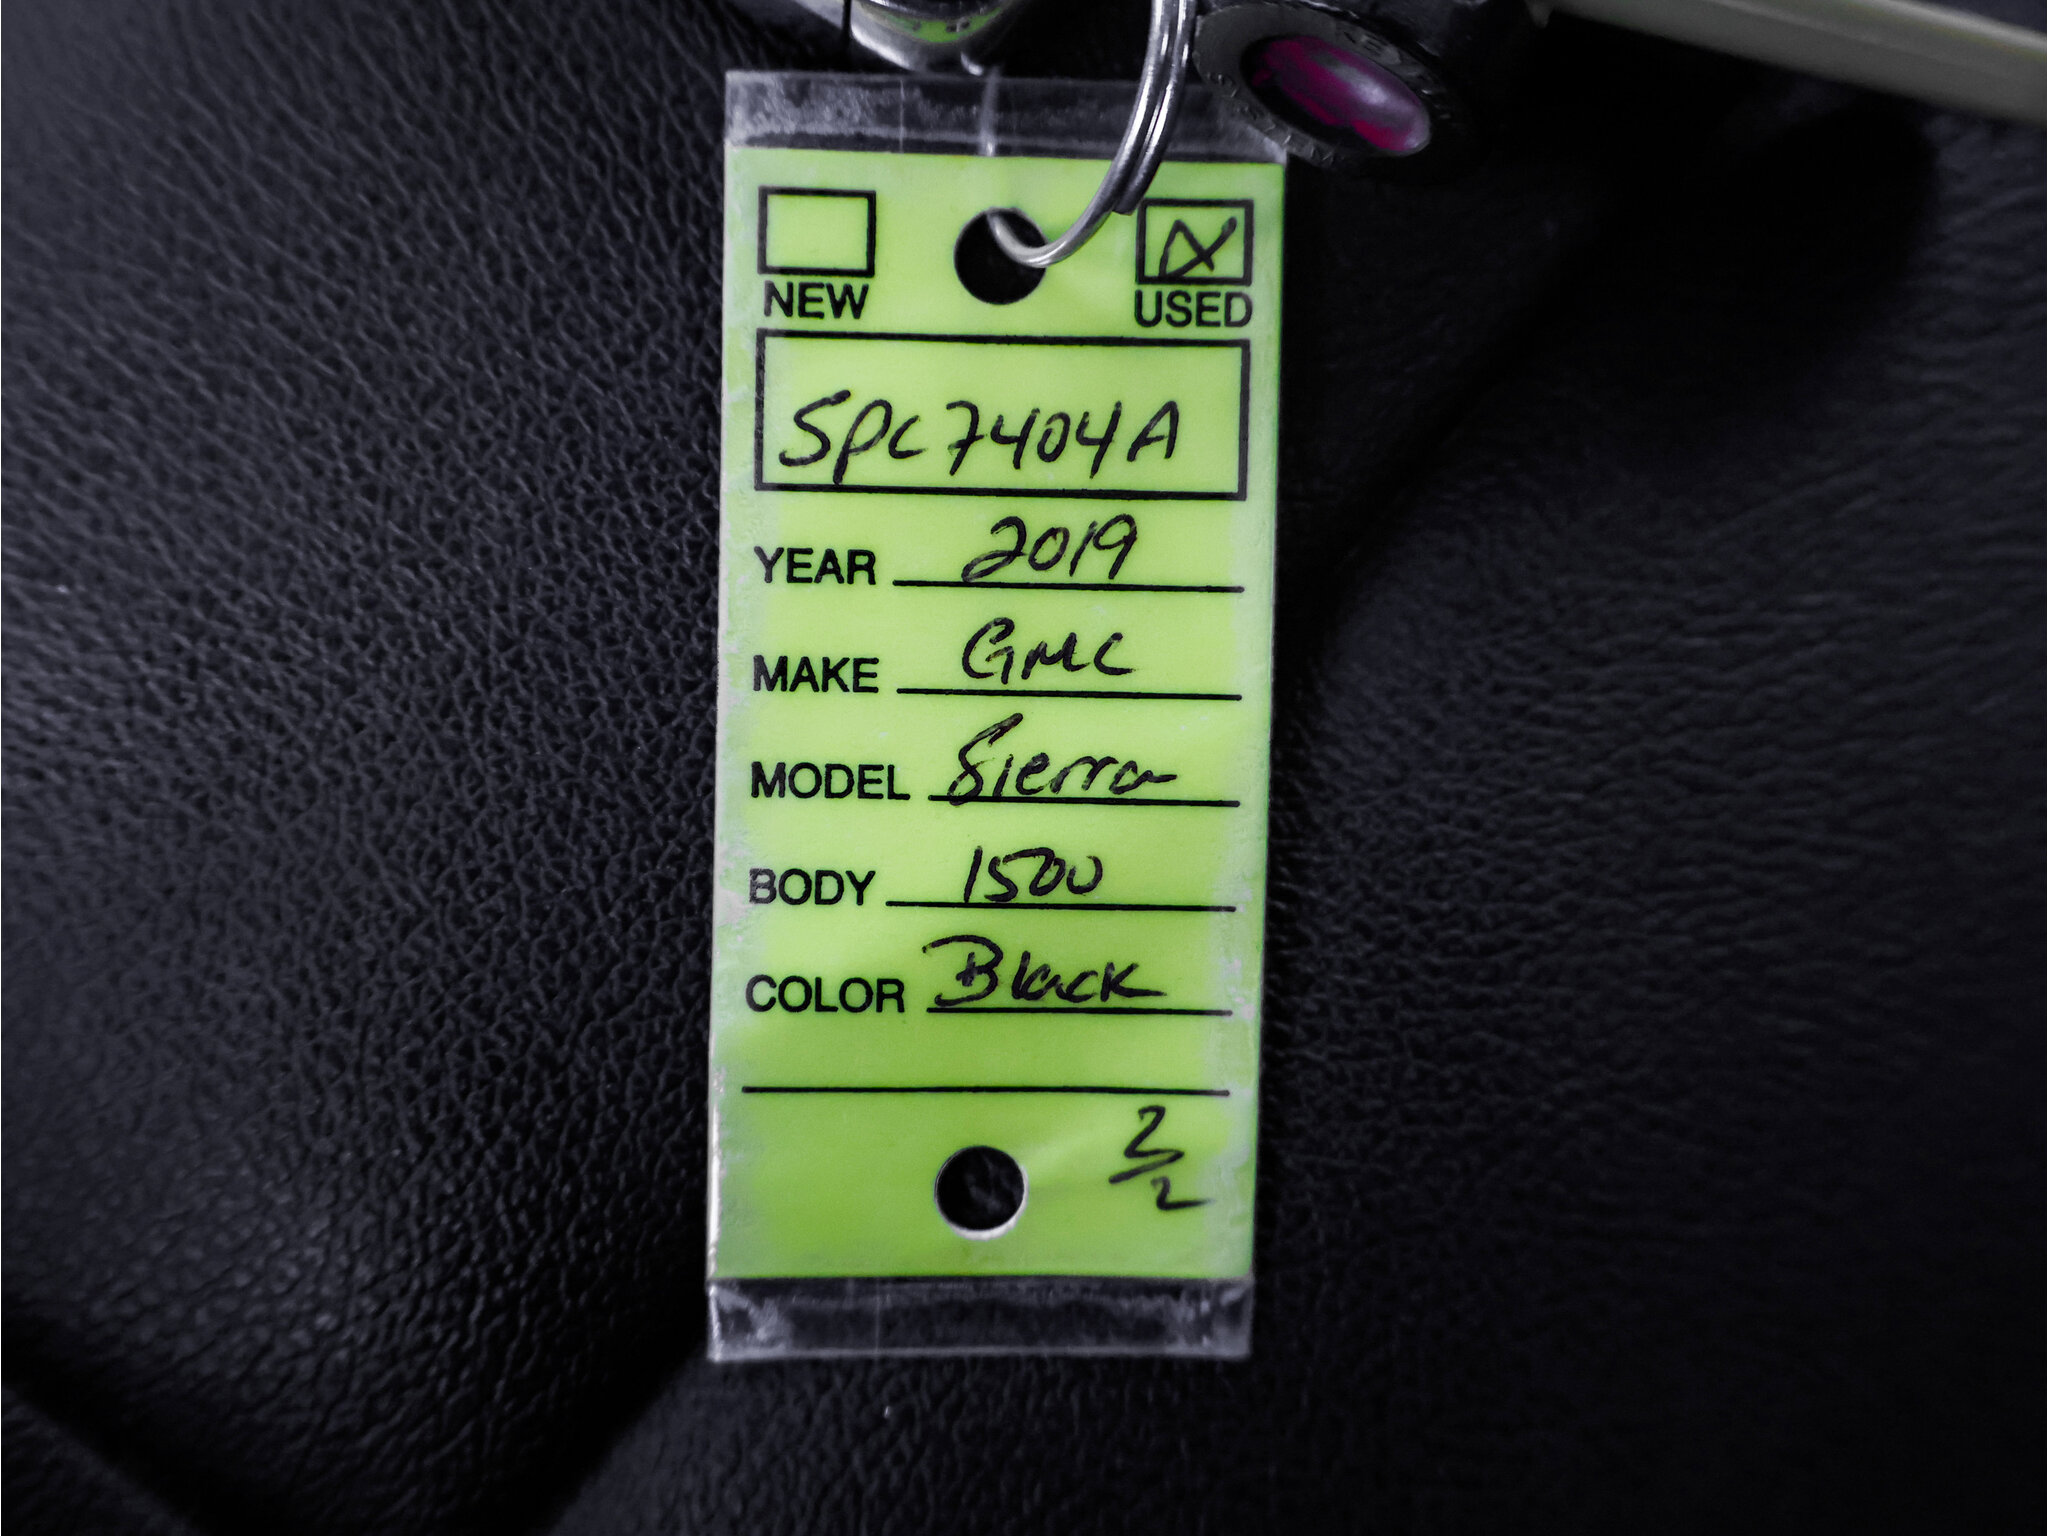 NEW USED
SPC7404A
YEAR 2019
MAKE GMC
MODEL Sierra
BODY 1500
COLOR Black
2/2